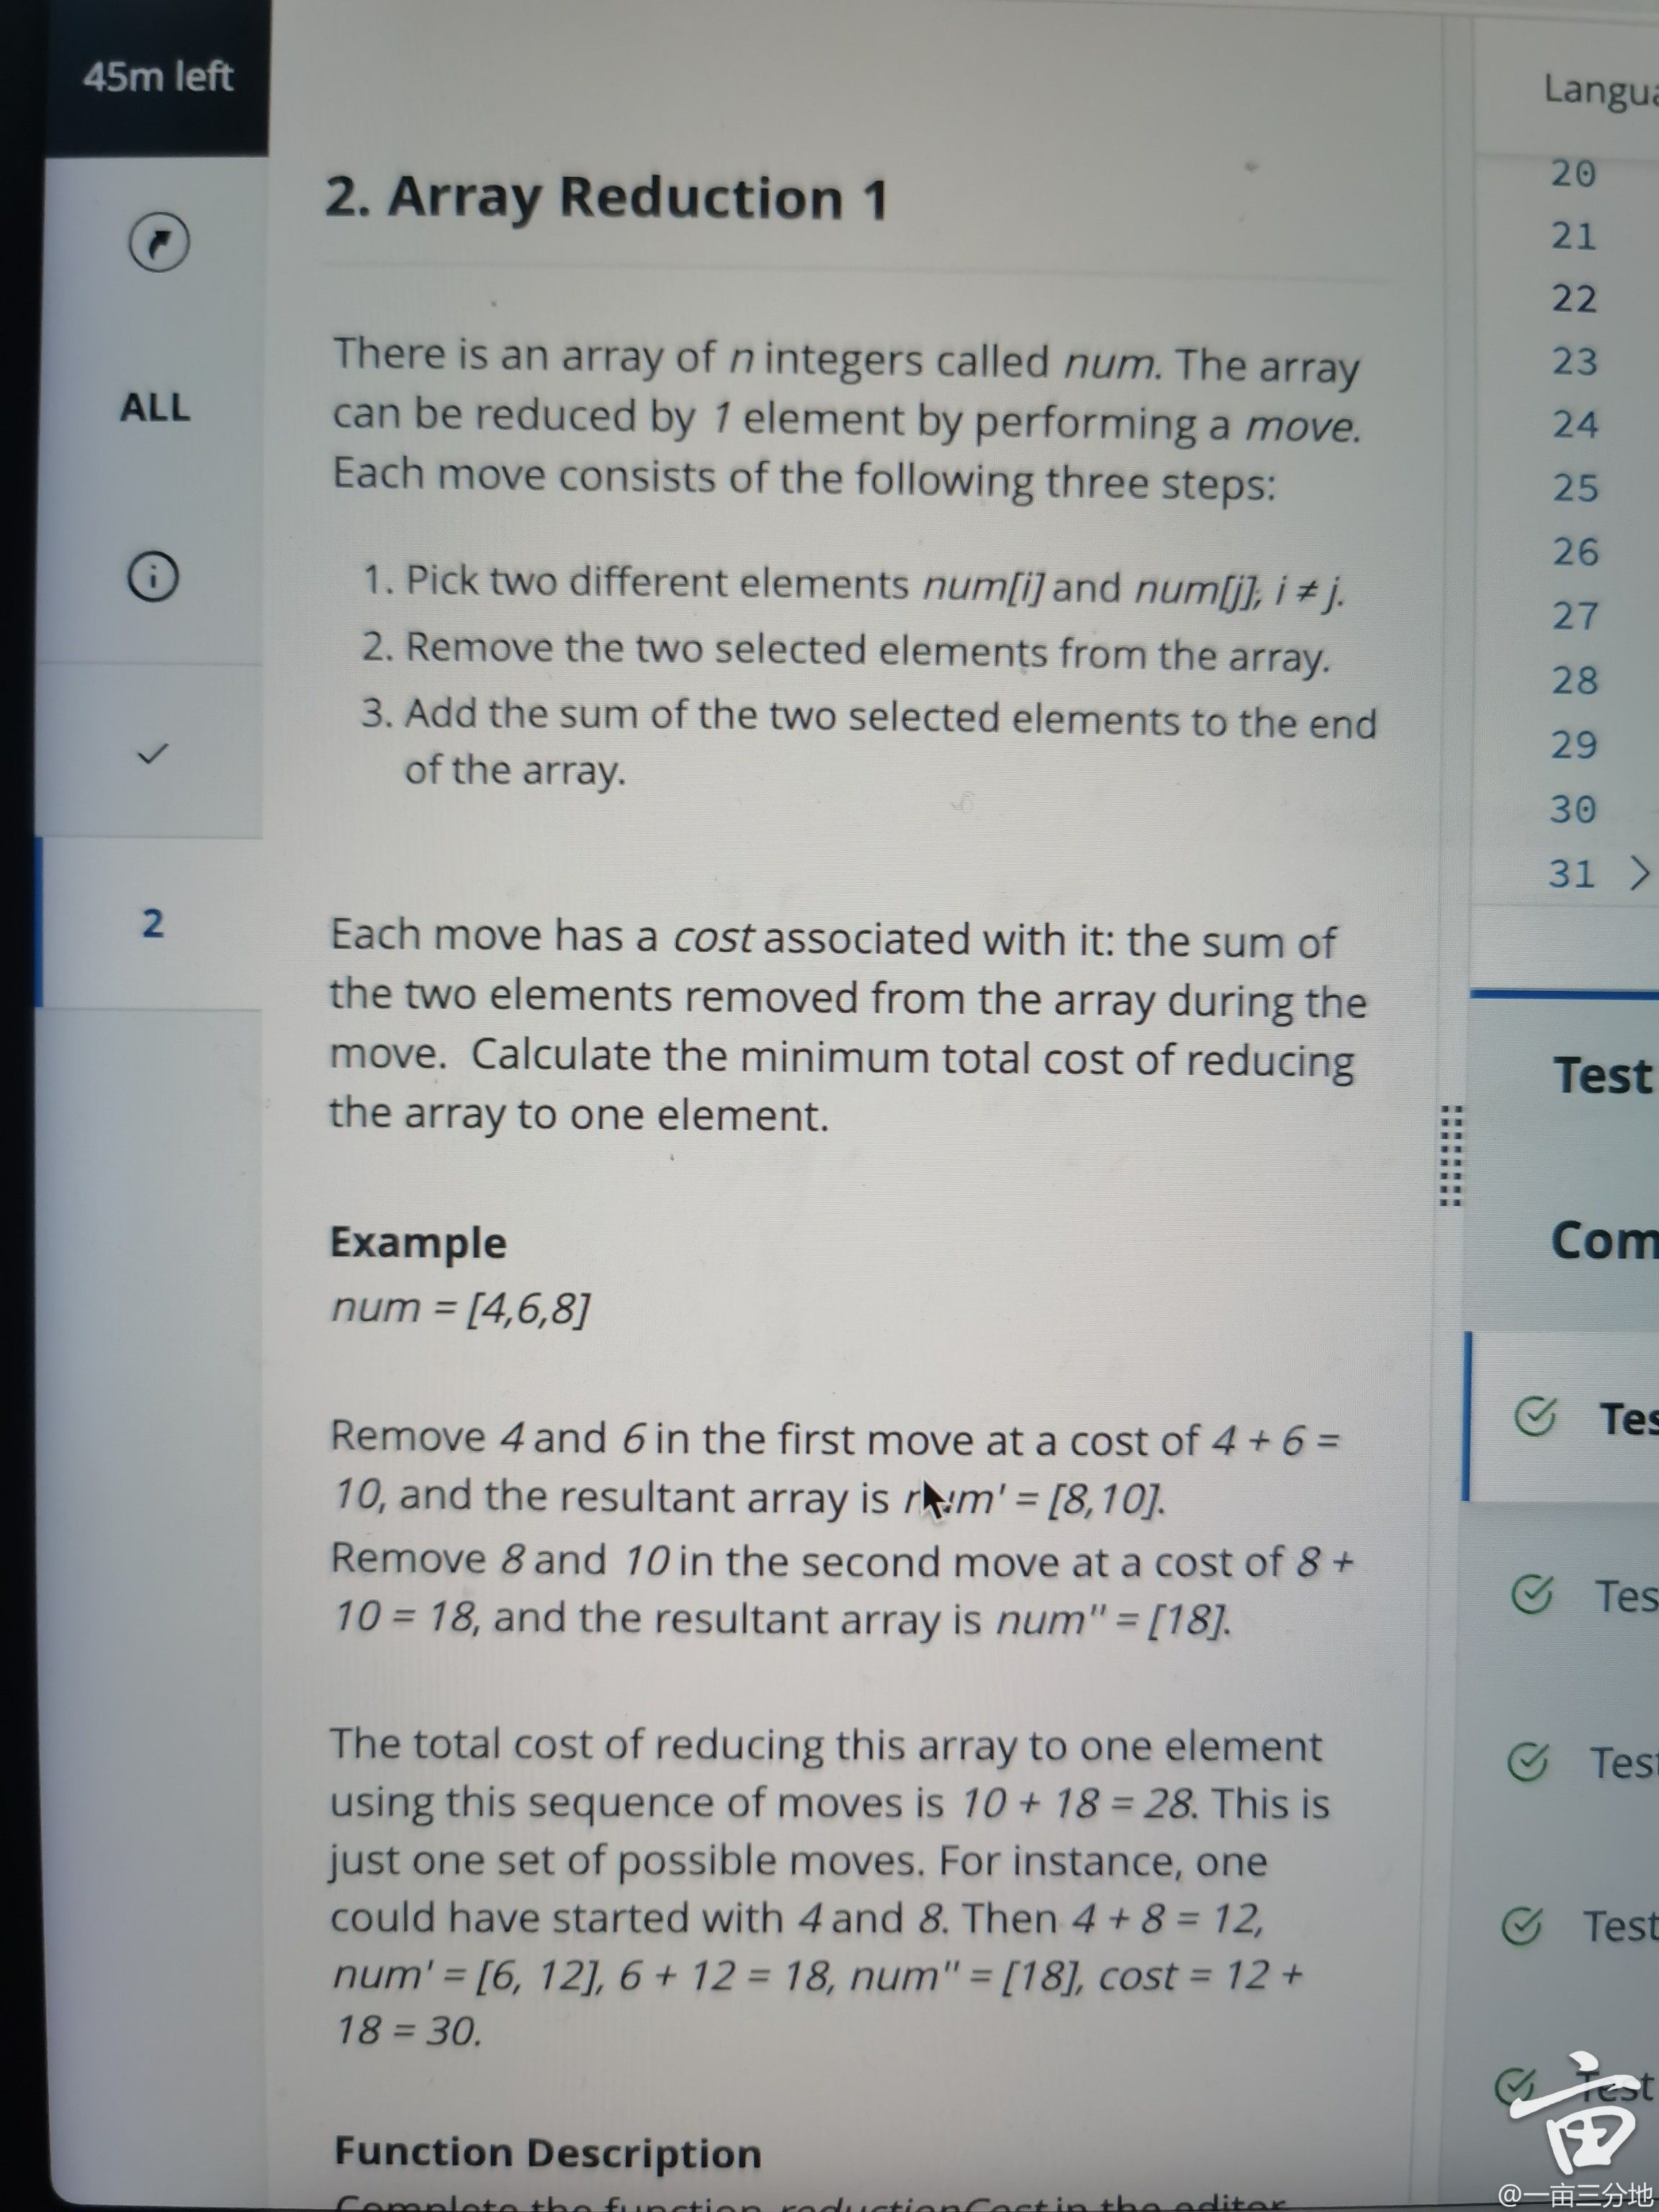 45m left
Langua
2. Array Reduction 1
20
21
22
23
24
25
26
27
28
29
30
31 >
There is an array of n integers called num. The array
can be reduced by 1 element by performing a move.
Each move consists of the following three steps:
ALL
1. Pick two different elements num[i] and num[j], i ≠ j.
2. Remove the two selected elements from the array.
3. Add the sum of the two selected elements to the end
of the array.
2
Each move has a cost associated with it: the sum of
the two elements removed from the array during the
move. Calculate the minimum total cost of reducing
the array to one element.
Test
Com
Example
num = [4,6,8]
Remove 4 and 6 in the first move at a cost of 4 + 6 =
10, and the resultant array is num' = [8,10].
Remove 8 and 10 in the second move at a cost of 8 +
10 = 18, and the resultant array is num'' = [18].
Tes
Tes
Test
Test
Test
The total cost of reducing this array to one element
using this sequence of moves is 10 + 18 = 28. This is
just one set of possible moves. For instance, one
could have started with 4 and 8. Then 4 + 8 = 12,
num' = [6, 12], 6 + 12 = 18, num'' = [18], cost = 12 +
18 = 30.
Function Description
Complete the function reductionCost in the editor
亩
@一亩三分地